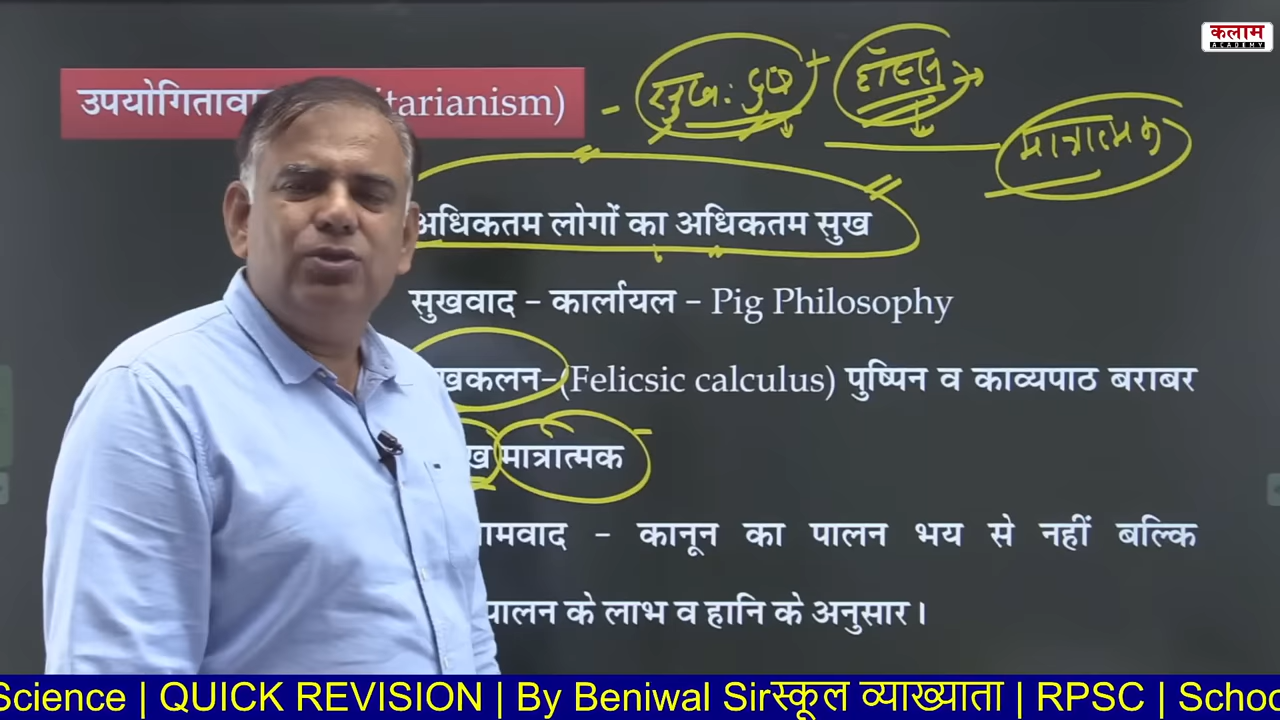 कलाम
ACADEMY
उपयोगितावा itarianism) - सुख: दुख
मात्रात्मक
अधिकतम लोगों का अधिकतम सुख
सुखवाद - कार्लायल - Pig Philosophy
खकलन-(Felicsic calculus) पुष्पिन व काव्यपाठ बराबर
ख मात्रात्मक
ामवाद - कानून का पालन भय से नहीं बल्कि
पालन के लाभ व हानि के अनुसार।
Science | QUICK REVISION | By Beniwal Sirस्कूल व्याख्याता | RPSC | Schoo